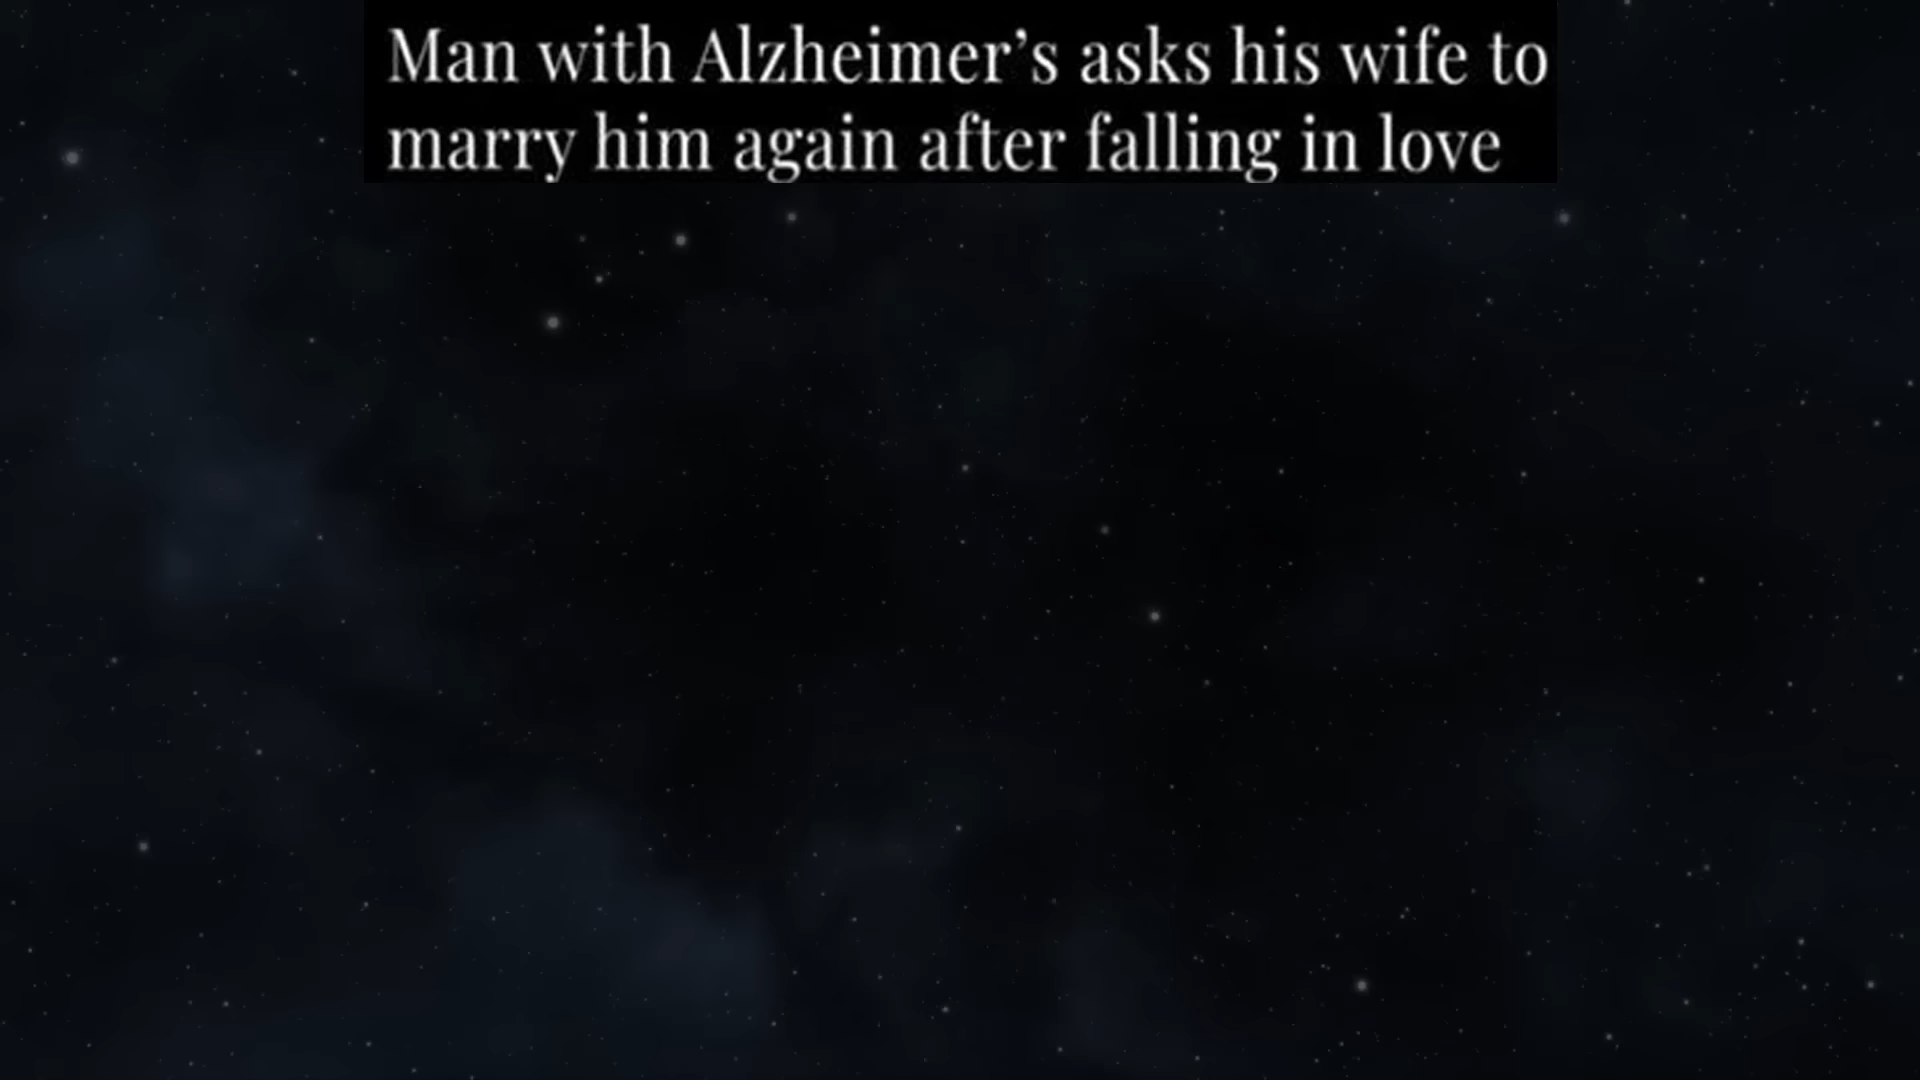 Man with Alzheimer’s asks his wife to
marry him again after falling in love